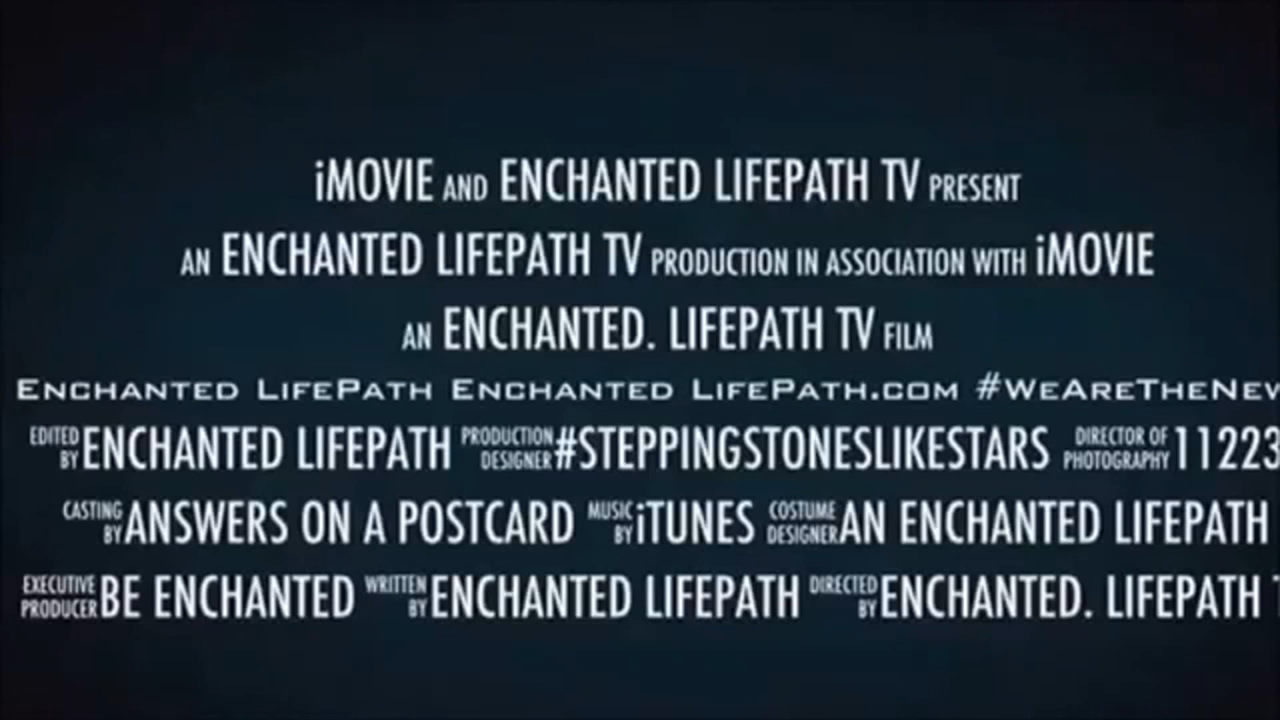 iMOVIE AND ENCHANTED LIFEPATH TV PRESENT
AN ENCHANTED LIFEPATH TV PRODUCTION IN ASSOCIATION WITH iMOVIE
AN ENCHANTED. LIFEPATH TV FILM
ENCHANTED LIFEPATH ENCHANTED LIFEPATH.COM #WEARETHENEW
EDITED BY ENCHANTED LIFEPATH PRODUCTION DESIGNER #STEPPINGSTONESLIKESTARS DIRECTOR OF PHOTOGRAPHY 11223
CASTING BY ANSWERS ON A POSTCARD MUSIC BY iTUNES COSTUME DESIGNER AN ENCHANTED LIFEPATH
EXECUTIVE PRODUCER BE ENCHANTED WRITTEN BY ENCHANTED LIFEPATH DIRECTED BY ENCHANTED. LIFEPATH